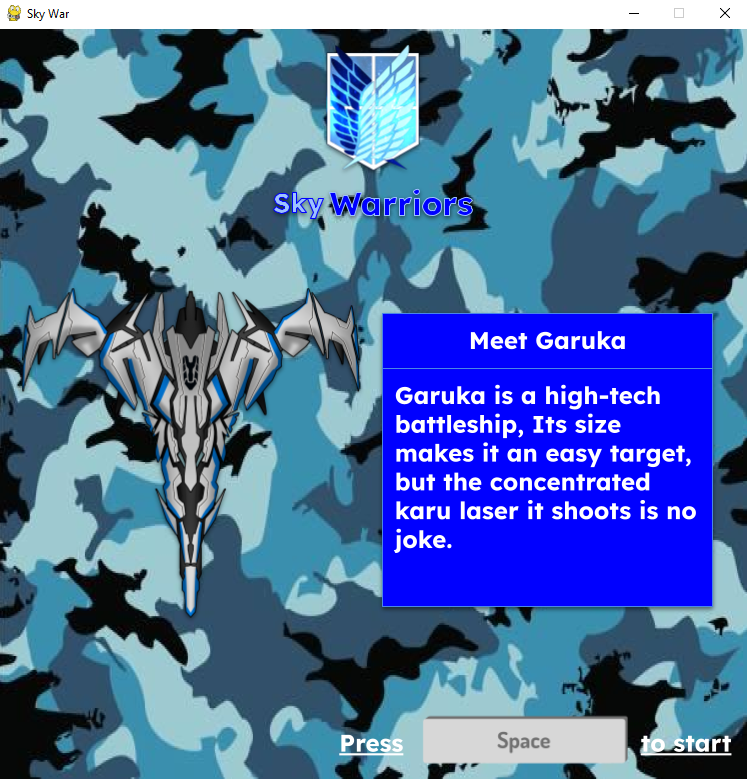 Sky War
Sky Warriors
Meet Garuka
Garuka is a high-tech
battleship, Its size
makes it an easy target,
but the concentrated
karu laser it shoots is no
joke.
Press Space to start